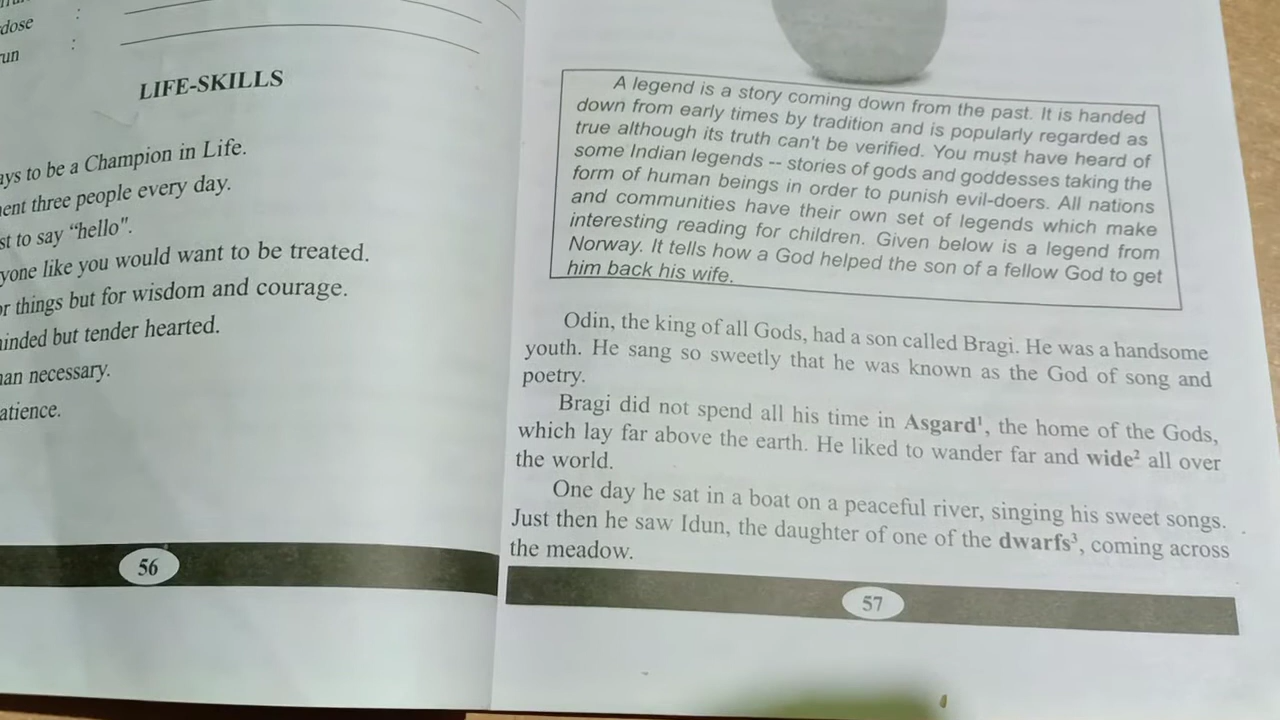 dose :
un :
LIFE-SKILLS
ays to be a Champion in Life.
ent three people every day.
st to say “hello".
yone like you would want to be treated.
or things but for wisdom and courage.
inded but tender hearted.
an necessary.
atience.
56
A legend is a story coming down from the past. It is handed
down from early times by tradition and is popularly regarded as
true although its truth can't be verified. You must have heard of
some Indian legends -- stories of gods and goddesses taking the
form of human beings in order to punish evil-doers. All nations
and communities have their own set of legends which make
interesting reading for children. Given below is a legend from
Norway. It tells how a God helped the son of a fellow God to get
him back his wife.
Odin, the king of all Gods, had a son called Bragi. He was a handsome
youth. He sang so sweetly that he was known as the God of song and
poetry.
Bragi did not spend all his time in Asgard¹, the home of the Gods,
which lay far above the earth. He liked to wander far and wide² all over
the world.
One day he sat in a boat on a peaceful river, singing his sweet songs.
Just then he saw Idun, the daughter of one of the dwarfs³, coming across
the meadow.
57